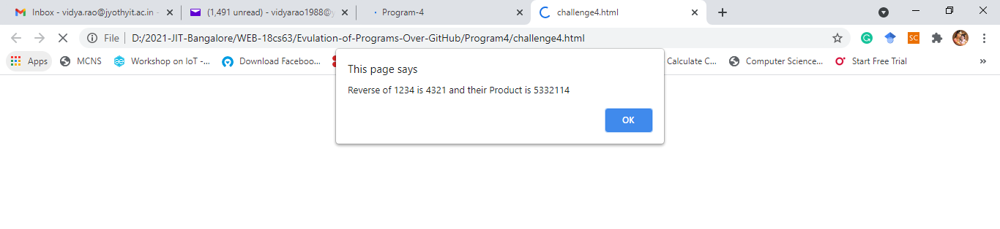 Inbox - vidya.rao@jyothyit.ac.in - (1,491 unread) - vidyarao1988@y Program-4 challenge4.html
File D:/2021-JIT-Bangalore/WEB-18cs63/Evulation-of-Programs-Over-GitHub/Program4/challenge4.html SC
Apps MCNS Workshop on IoT -... Download Faceboo... Calculate C... Computer Science... Start Free Trial »
This page says
Reverse of 1234 is 4321 and their Product is 5332114
OK